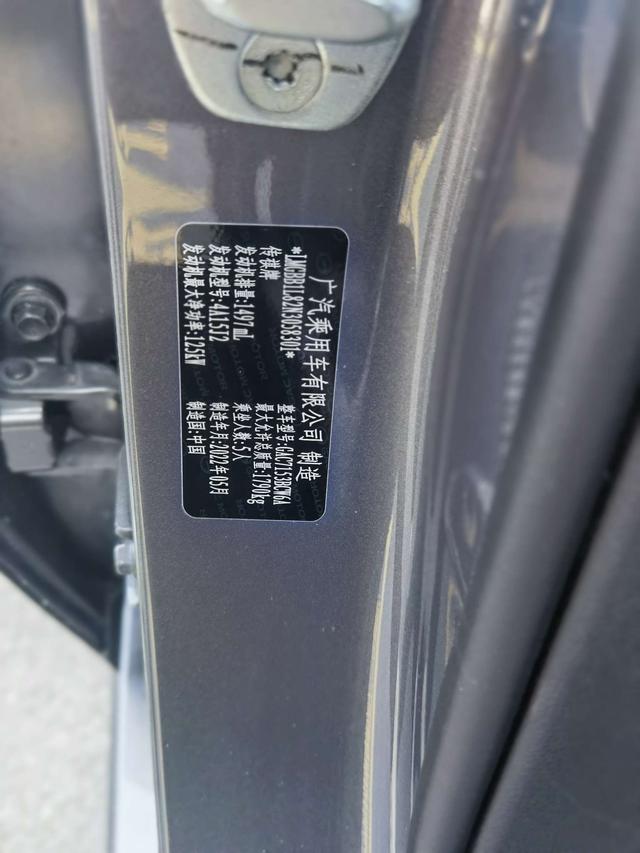 广汽乘用车有限公司 制造
*LMGDB1L82N3058301* 整车型号:GAC7153BCW6A
传祺牌 最大允许总质量:1790kg
发动机排量:1497mL 乘坐人数:5人
发动机型号:4A15J2 制造年月:2022年05月
发动机最大净功率:125kW 制造国:中国